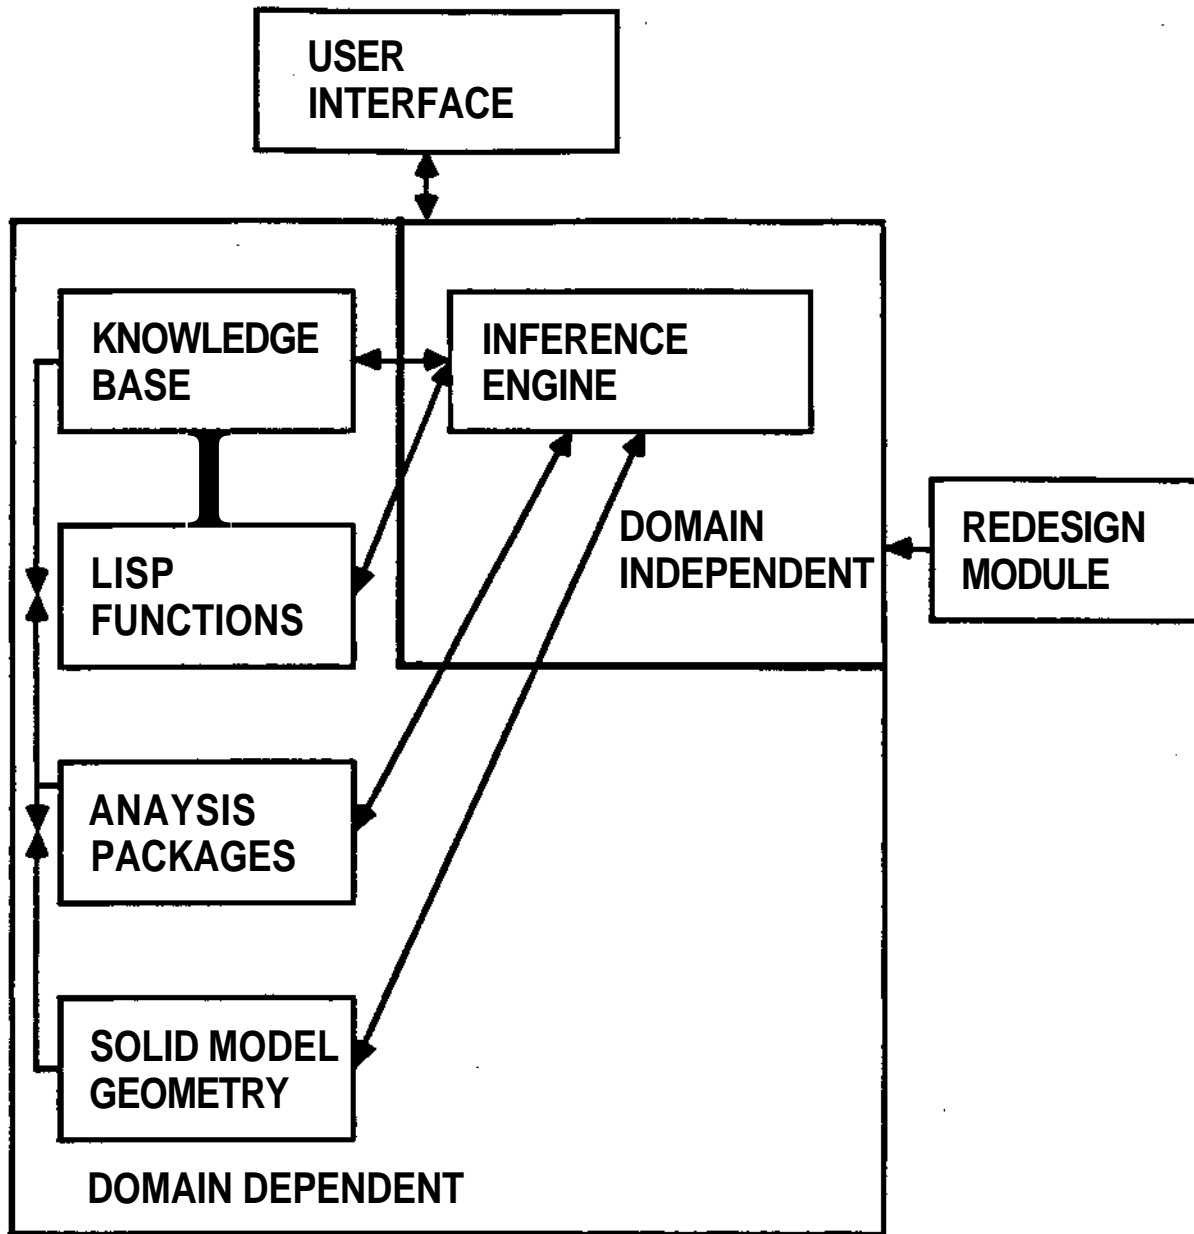 USER
INTERFACE
KNOWLEDGE
BASE
INFERENCE
ENGINE
LISP
FUNCTIONS
DOMAIN
INDEPENDENT
REDESIGN
MODULE
ANAYSIS
PACKAGES
SOLID MODEL
GEOMETRY
DOMAIN DEPENDENT